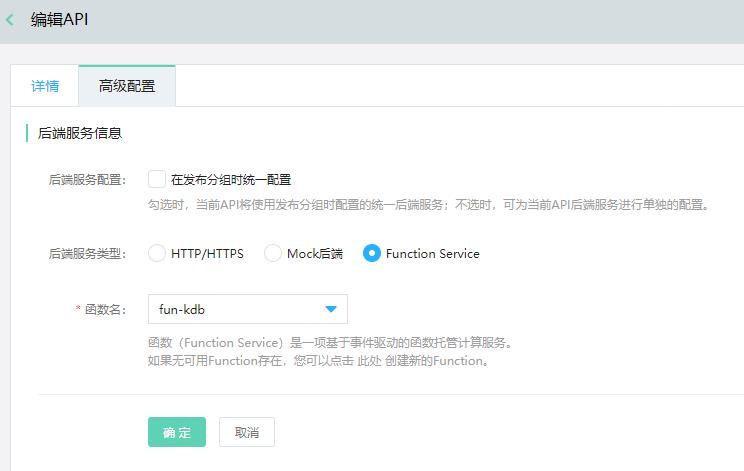 编辑API
详情 高级配置
后端服务信息
后端服务配置: 在发布分组时统一配置
勾选时，当前API将使用发布分组时配置的统一后端服务；不选时，可为当前API后端服务进行单独的配置。
后端服务类型: HTTP/HTTPS Mock后端 Function Service
* 函数名: fun-kdb
函数（Function Service）是一项基于事件驱动的函数托管计算服务。
如果无可用Function存在，您可以点击 此处 创建新的Function。
确 定 取消